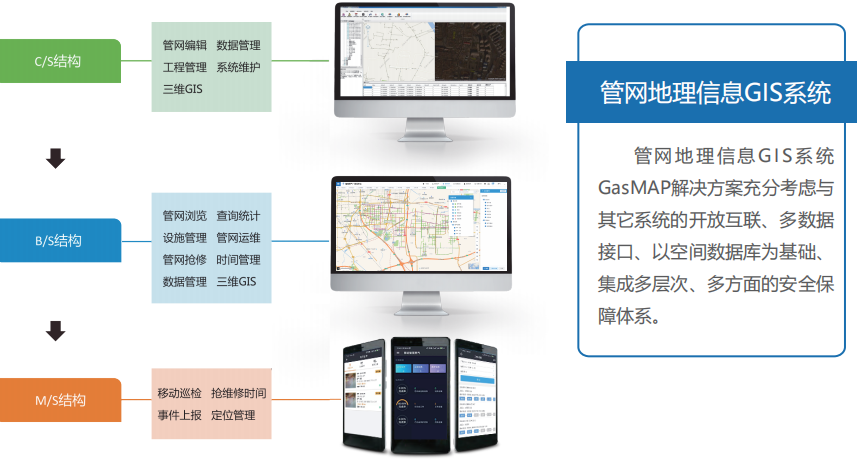 C/S结构
管网编辑 数据管理
工程管理 系统维护
三维GIS
B/S结构
管网浏览 查询统计
设施管理 管网运维
管网抢修 时间管理
数据管理 三维GIS
M/S结构
移动巡检 抢维修时间
事件上报 定位管理
管网地理信息GIS系统
管网地理信息GIS系统
GasMAP解决方案充分考虑与
其它系统的开放互联、多数据
接口、以空间数据库为基础、
集成多层次、多方面的安全保
障体系。